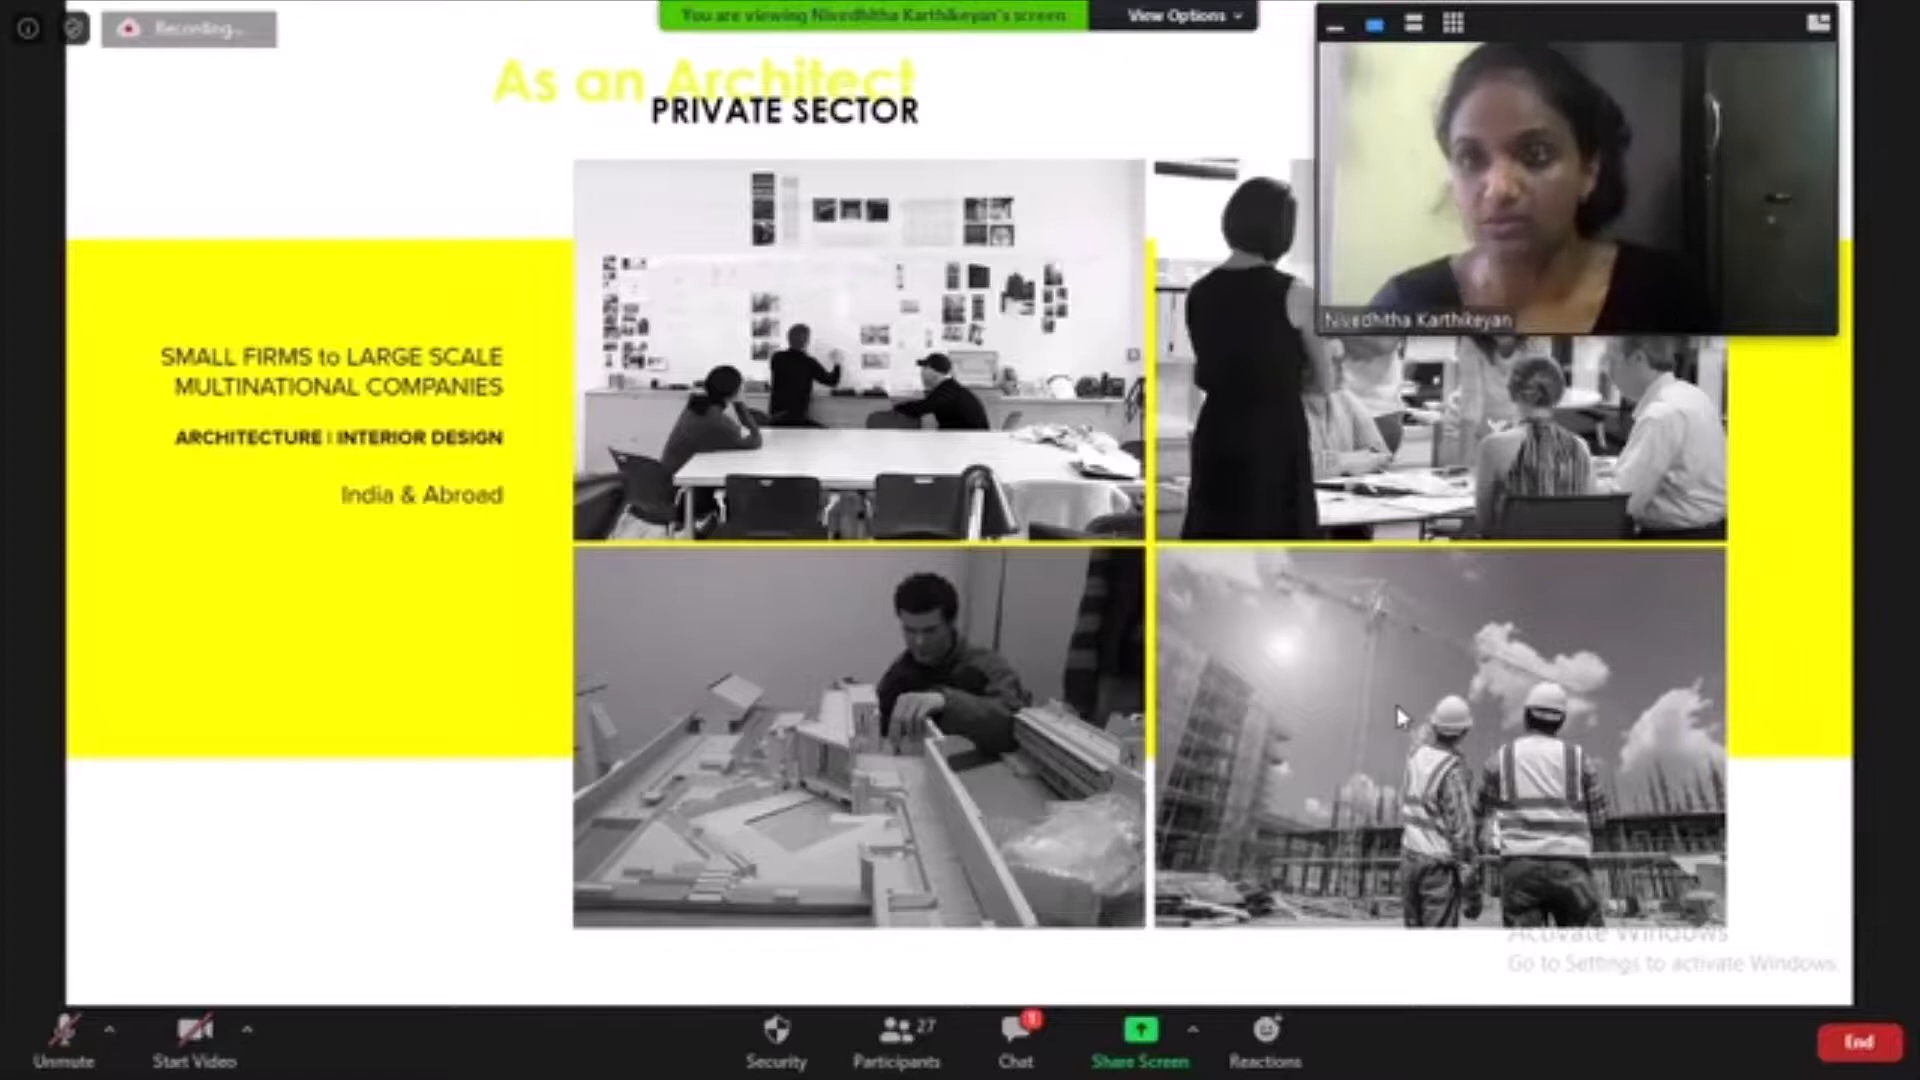 Recording...
You are viewing Nivedhitha Karthikeyan's screen
View Options
As an Architect
PRIVATE SECTOR
Nivedhitha Karthikeyan
SMALL FIRMS to LARGE SCALE
MULTINATIONAL COMPANIES
ARCHITECTURE | INTERIOR DESIGN
India & Abroad
Activate Windows
Go to Settings to activate Windows.
Unmute
Start Video
Security
27
Participants
1
Chat
Share Screen
Reactions
End